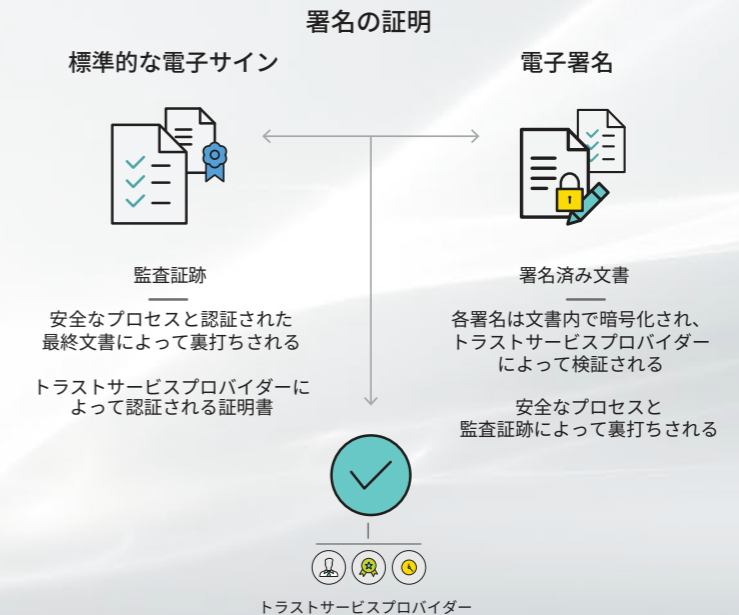 署名の証明
標準的な電子サイン
監査証跡
安全なプロセスと認証された
最終文書によって裏打ちされる
トラストサービスプロバイダーに
よって認証される証明書
電子署名
署名済み文書
各署名は文書内で暗号化され、
トラストサービスプロバイダー
によって検証される
安全なプロセスと
監査証跡によって裏打ちされる
トラストサービスプロバイダー